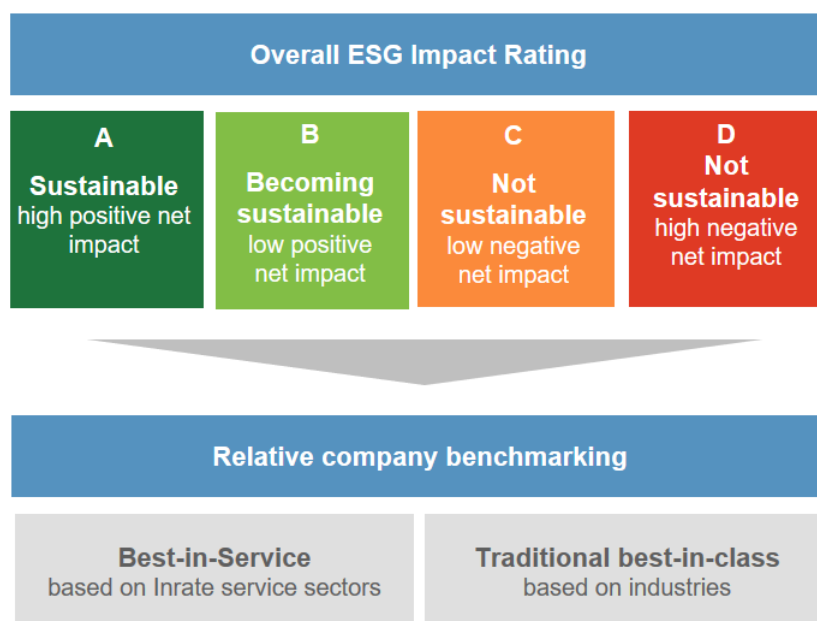 Overall ESG Impact Rating
A
Sustainable
high positive net
impact
B
Becoming
sustainable
low positive
net impact
C
Not
sustainable
low negative
net impact
D
Not
sustainable
high negative
net impact
Relative company benchmarking
Best-in-Service
based on Inrate service sectors
Traditional best-in-class
based on industries